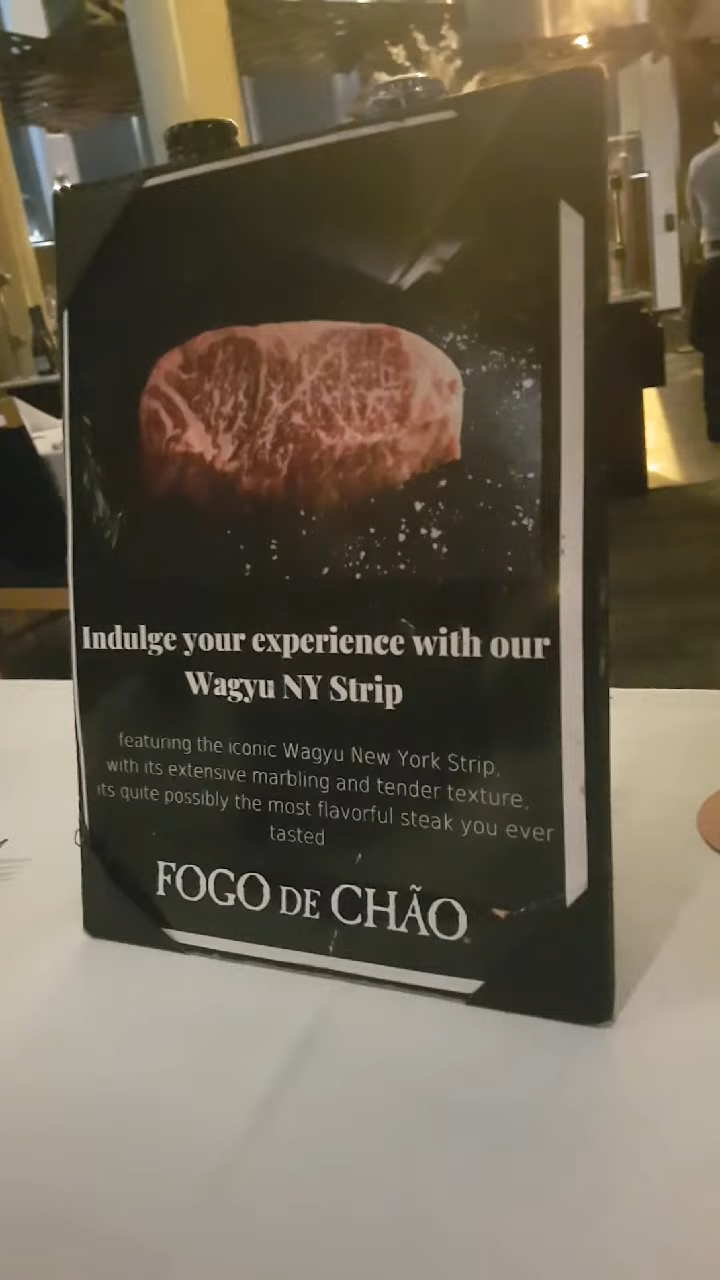 Indulge your experience with our
Wagyu NY Strip
featuring the iconic Wagyu New York Strip,
with its extensive marbling and tender texture,
its quite possibly the most flavorful steak you ever
tasted
FOGO DE CHÃO